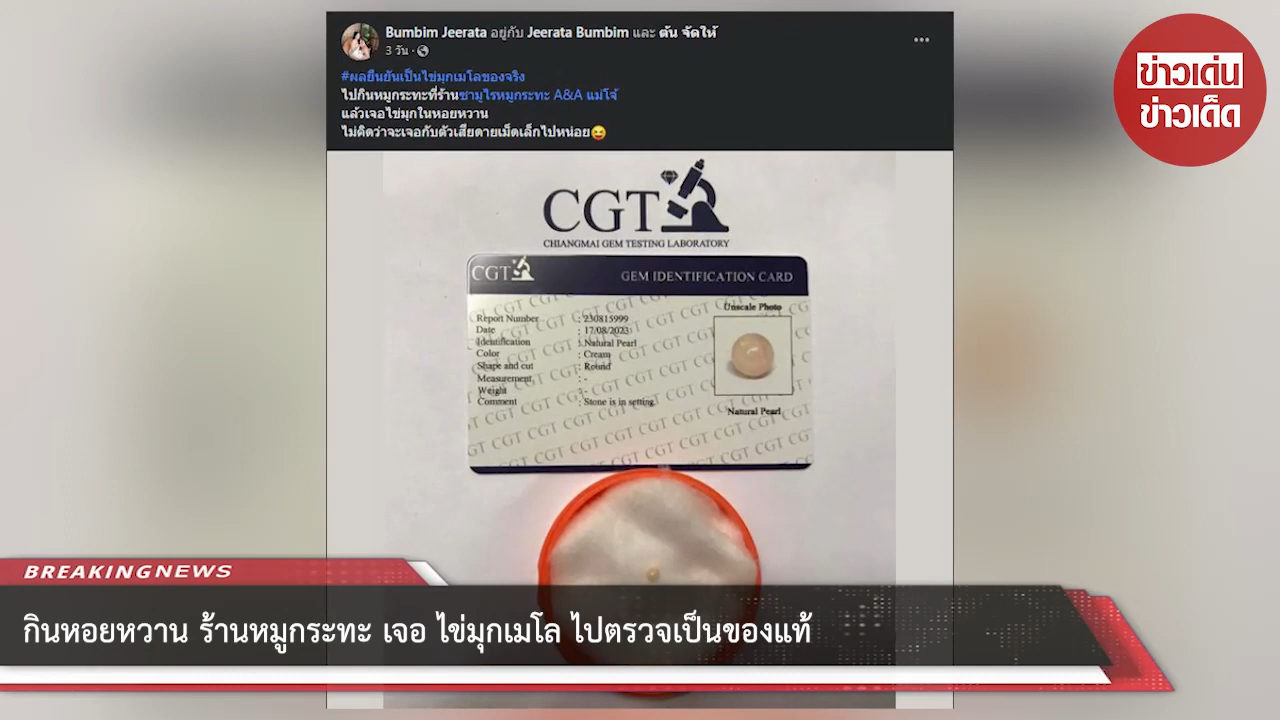 Bumbim Jeerata อยู่กับ Jeerata Bumbim และ ต้น จัดให้
3 วัน ·
#ผลยืนยันเป็นไข่มุกเมโลของจริง
ไปกินหมูกระทะที่ร้านซามูไรหมูกระทะ A&A แม่โจ้
แล้วเจอไข่มุกในหอยหวาน
ไม่คิดว่าจะเจอกับตัวเสียดายเม็ดเล็กไปหน่อย😆
ข่าวเด่น
ข่าวเด็ด
CGT
CHIANGMAI GEM TESTING LABORATORY
CGT
GEM IDENTIFICATION CARD
Report Number : 230815999
Date : 17/08/2023
Identification : Natural Pearl
Color : Cream
Shape and cut : Round
Measurement : -
Weight : -
Comment : Stone is in setting.
Unscale Photo
Natural Pearl
BREAKING NEWS
กินหอยหวาน ร้านหมูกระทะ เจอ ไข่มุกเมโล ไปตรวจเป็นของแท้